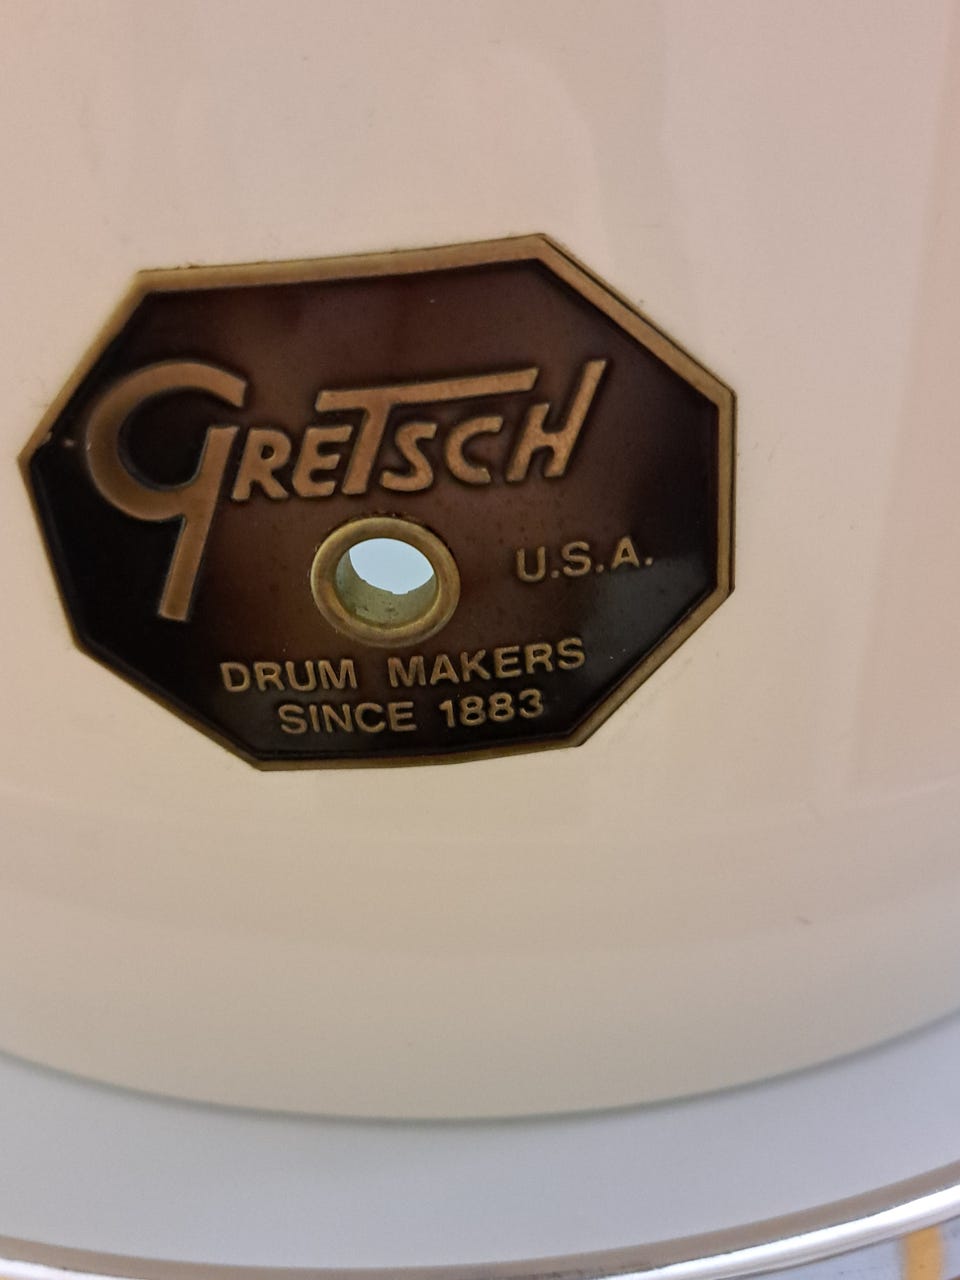 GRETSCH
U.S.A.
DRUM MAKERS
SINCE 1883